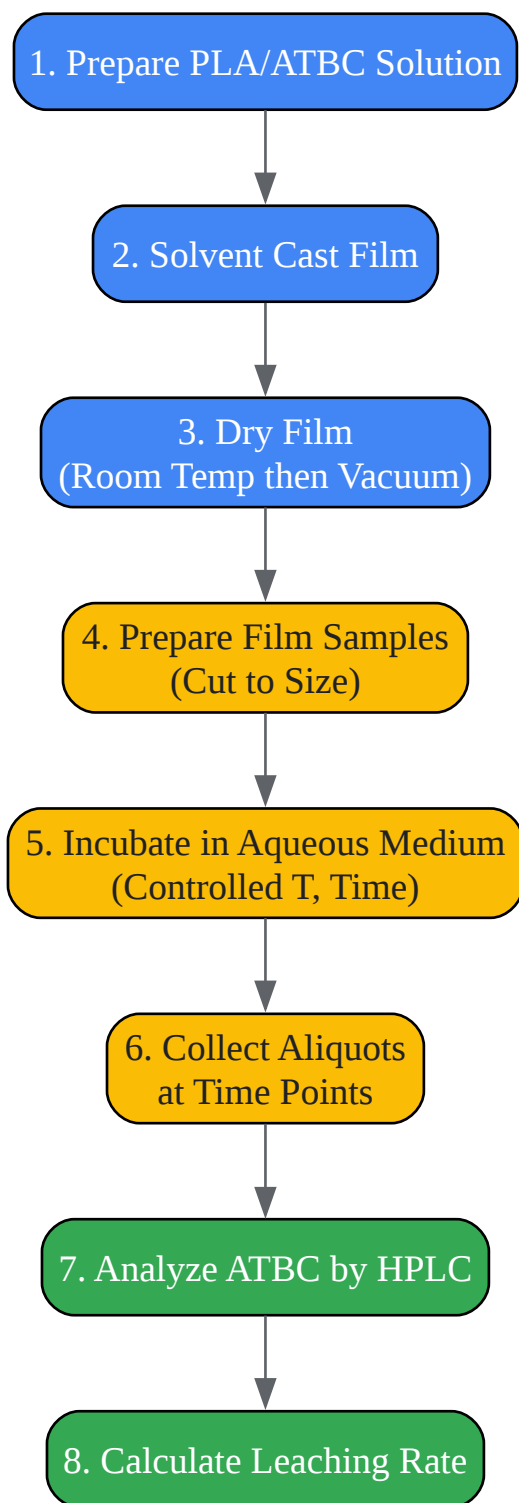 1. Prepare PLA/ATBC Solution
2. Solvent Cast Film
3. Dry Film
(Room Temp then Vacuum)
4. Prepare Film Samples
(Cut to Size)
5. Incubate in Aqueous Medium
(Controlled T, Time)
6. Collect Aliquots
at Time Points
7. Analyze ATBC by HPLC
8. Calculate Leaching Rate